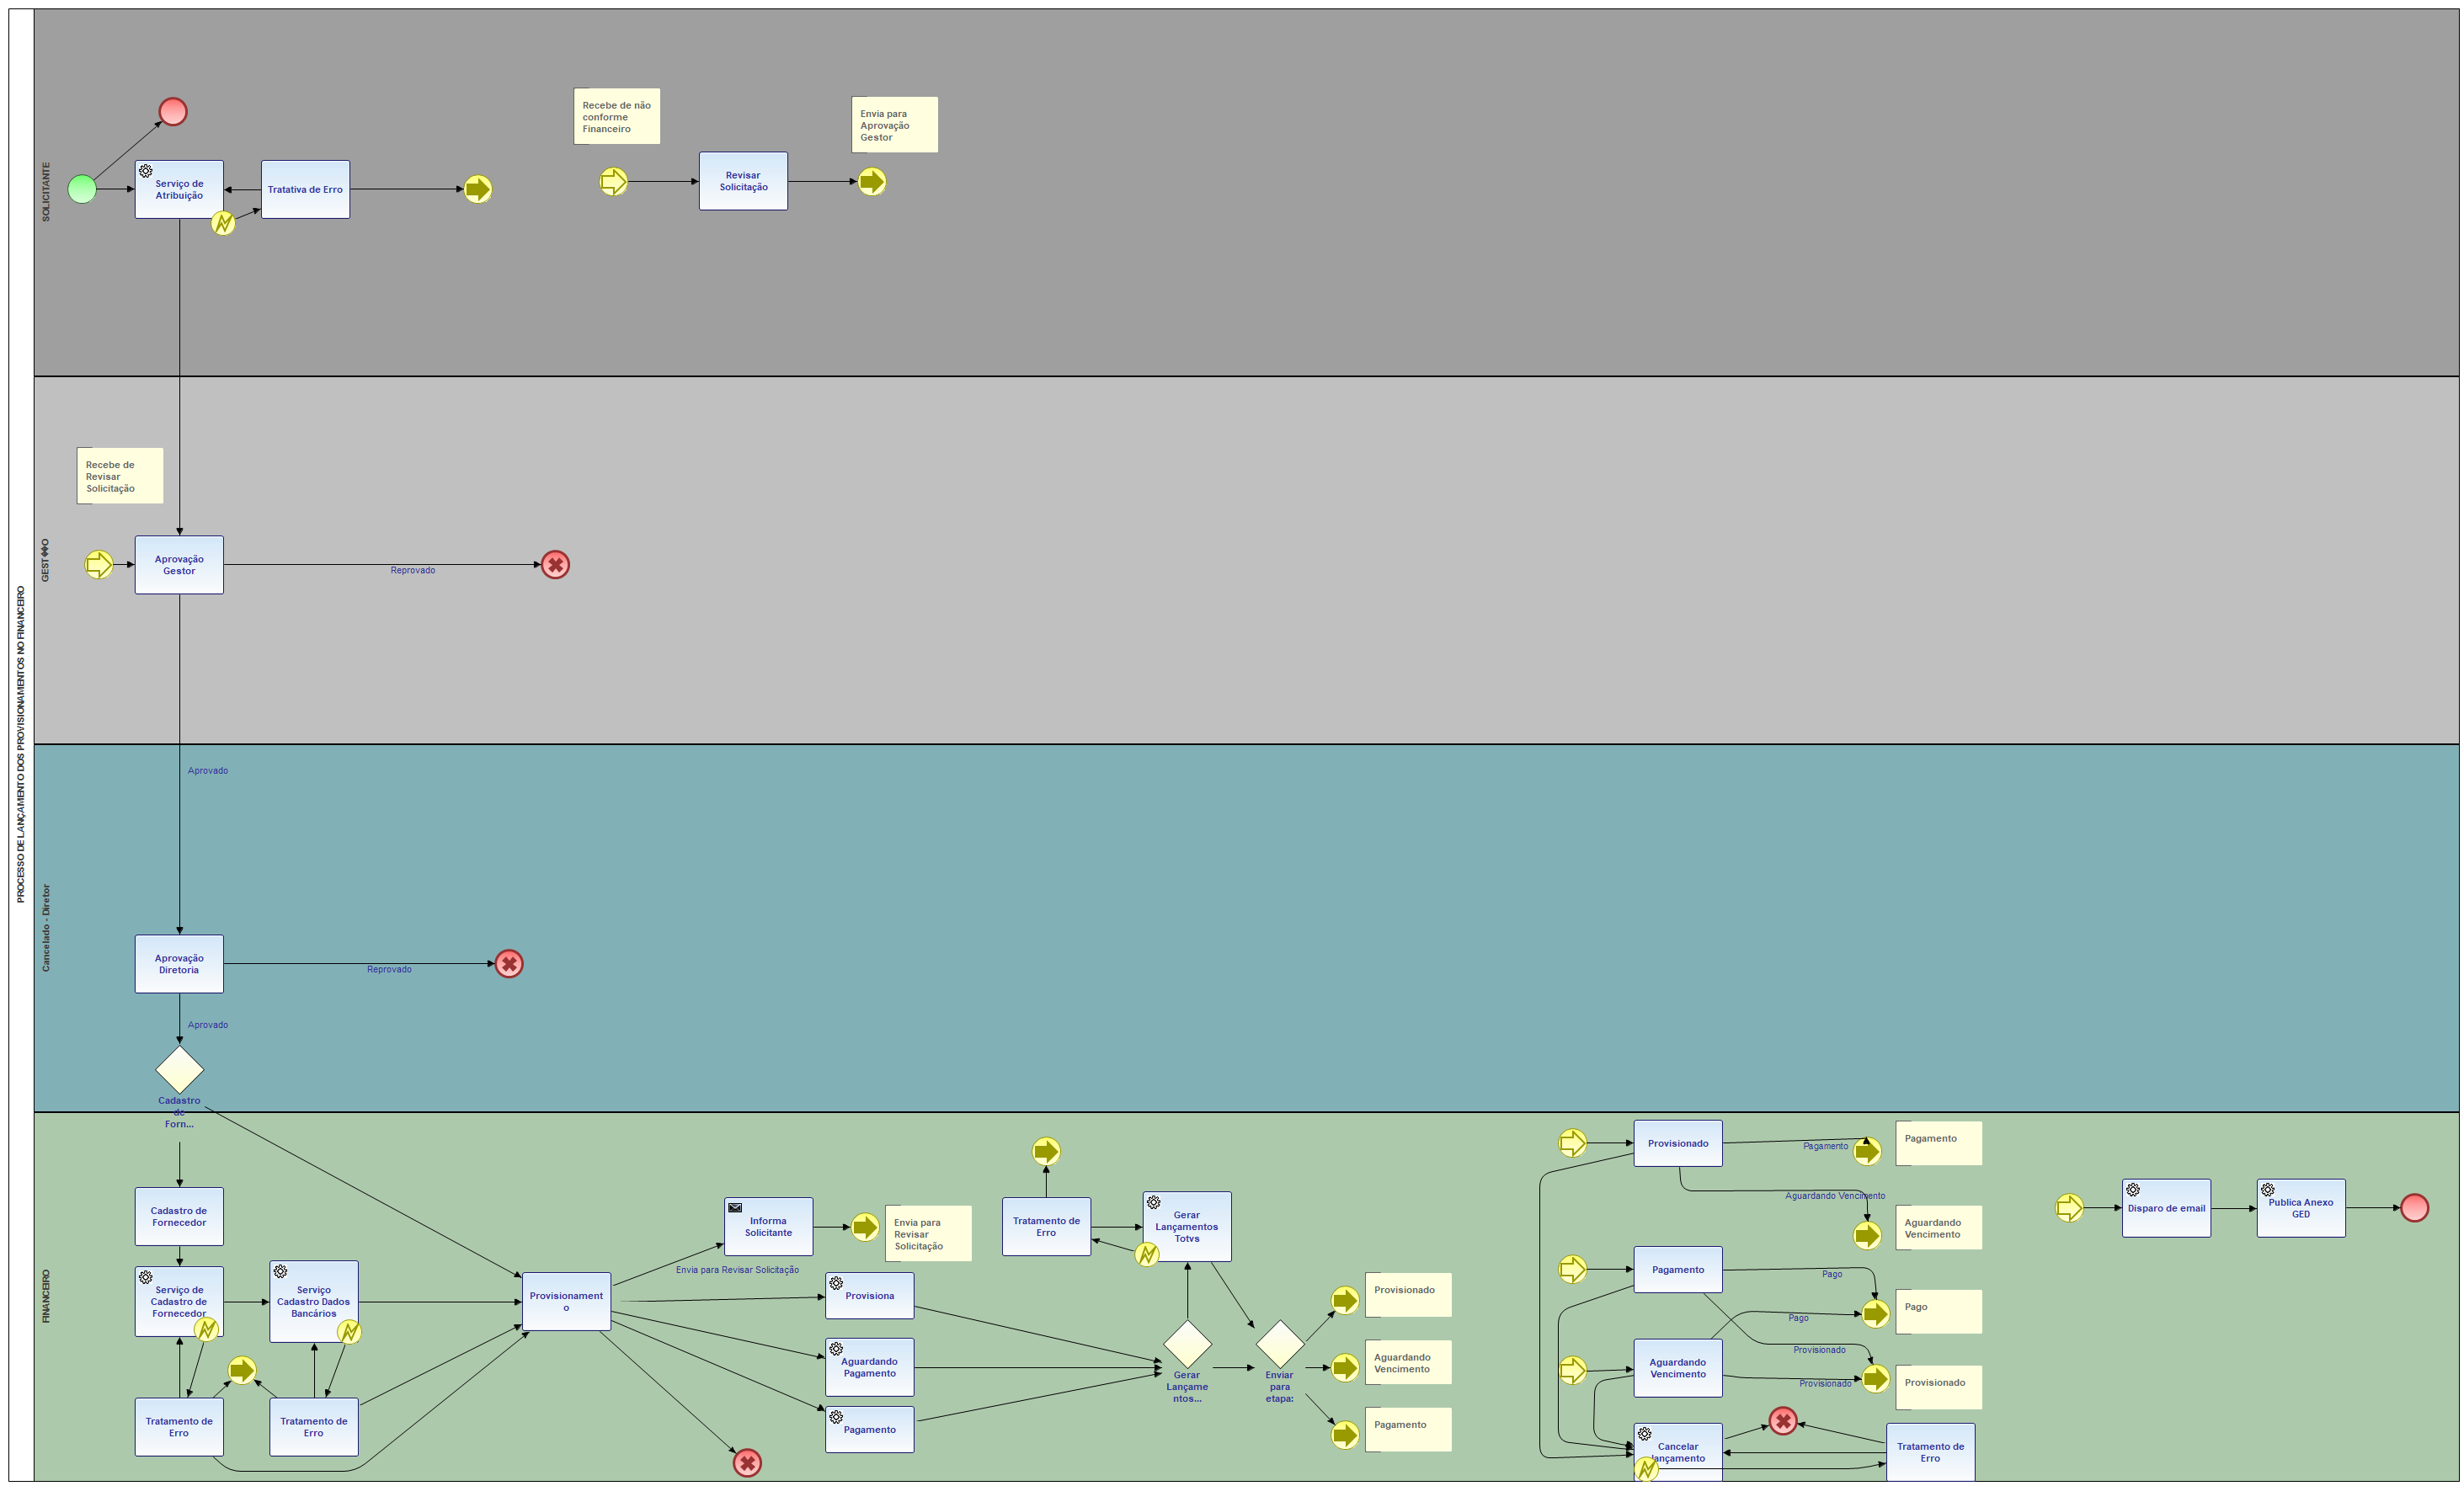 PROCESSO DE LANÇAMENTO DOS PROVISIONAMENTOS NO FINANCEIRO
SOLICITANTE
Recebe de não
conforme
Financeiro
Envia para
Aprovação
Gestor
Serviço de
Atribuição
Tratativa de Erro
Revisar
Solicitação
GEST��O
Recebe de
Revisar
Solicitação
Aprovação
Gestor
Reprovado
Cancelado - Diretor
Aprovado
Aprovação
Diretoria
Reprovado
Aprovado
Cadastro
de
Forn...
FINANCEIRO
Cadastro de
Fornecedor
Serviço de
Cadastro de
Fornecedor
Serviço
Cadastro Dados
Bancários
Tratamento de
Erro
Tratamento de
Erro
Provisionament
o
Informa
Solicitante
Envia para
Revisar
Solicitação
Envia para Revisar Solicitação
Provisiona
Aguardando
Pagamento
Pagamento
Tratamento de
Erro
Gerar
Lançamentos
Totvs
Gerar
Lançame
ntos...
Enviar
para
etapa:
Provisionado
Aguardando
Vencimento
Pagamento
Provisionado
Pagamento
Pagamento
Aguardando Vencimento
Aguardando
Vencimento
Pagamento
Pago
Pago
Pago
Provisionado
Aguardando
Vencimento
Provisionado
Provisionado
Cancelar
Lançamento
Tratamento de
Erro
Disparo de email
Publica Anexo
GED